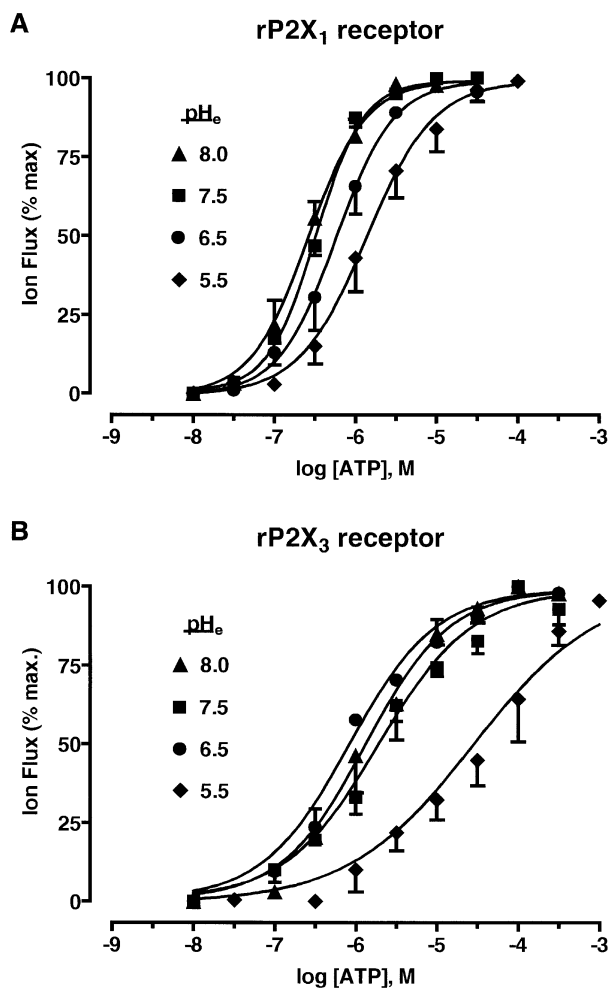 A
rP2X1 receptor
100
75
50
25
0
Ion Flux (% max)
pHe
8.0
7.5
6.5
5.5
-9 -8 -7 -6 -5 -4 -3
log [ATP], M
B
rP2X3 receptor
100
75
50
25
0
Ion Flux (% max.)
pHe
8.0
7.5
6.5
5.5
-9 -8 -7 -6 -5 -4 -3
log [ATP], M